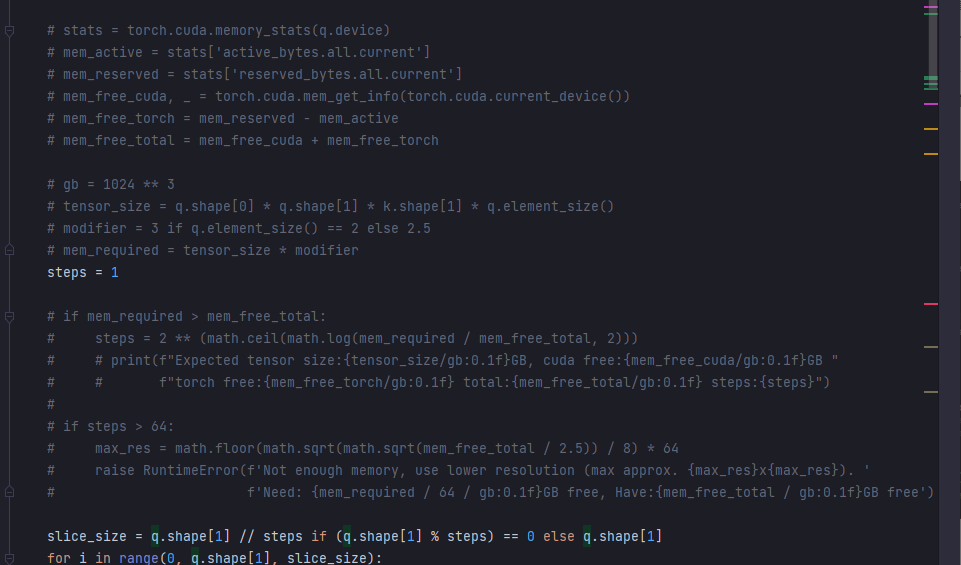 # stats = torch.cuda.memory_stats(q.device)
# mem_active = stats['active_bytes.all.current']
# mem_reserved = stats['reserved_bytes.all.current']
# mem_free_cuda, _ = torch.cuda.mem_get_info(torch.cuda.current_device())
# mem_free_torch = mem_reserved - mem_active
# mem_free_total = mem_free_cuda + mem_free_torch

# gb = 1024 ** 3
# tensor_size = q.shape[0] * q.shape[1] * k.shape[1] * q.element_size()
# modifier = 3 if q.element_size() == 2 else 2.5
# mem_required = tensor_size * modifier
steps = 1

# if mem_required > mem_free_total:
#     steps = 2 ** (math.ceil(math.log(mem_required / mem_free_total, 2)))
#     # print(f"Expected tensor size:{tensor_size/gb:0.1f}GB, cuda free:{mem_free_cuda/gb:0.1f}GB "
#     #       f"torch free:{mem_free_torch/gb:0.1f} total:{mem_free_total/gb:0.1f} steps:{steps}")
#
# if steps > 64:
#     max_res = math.floor(math.sqrt(math.sqrt(mem_free_total / 2.5)) / 8) * 64
#     raise RuntimeError(f'Not enough memory, use lower resolution (max approx. {max_res}x{max_res}). '
#                        f'Need: {mem_required / 64 / gb:0.1f}GB free, Have:{mem_free_total / gb:0.1f}GB free')

slice_size = q.shape[1] // steps if (q.shape[1] % steps) == 0 else q.shape[1]
for i in range(0, q.shape[1], slice_size):